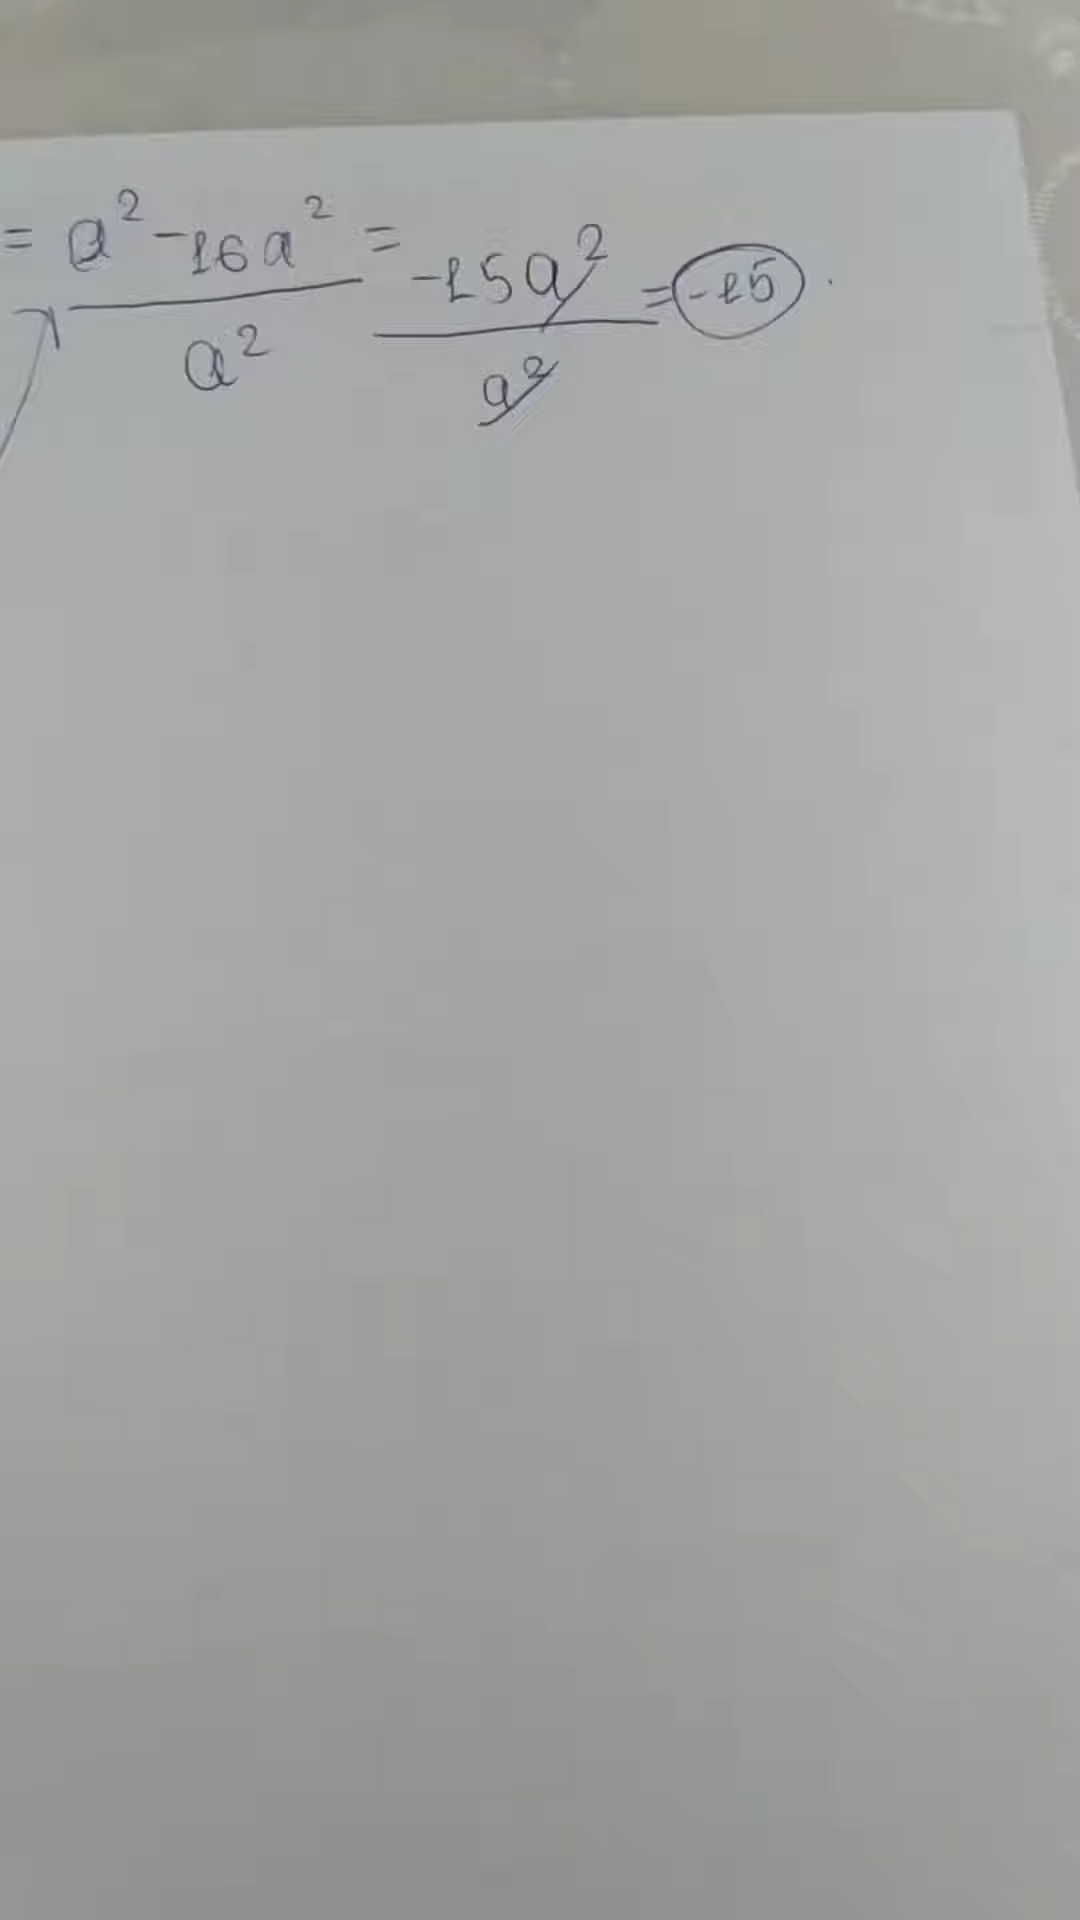 = a² -16a² / a² = -15a² / a² = -15.